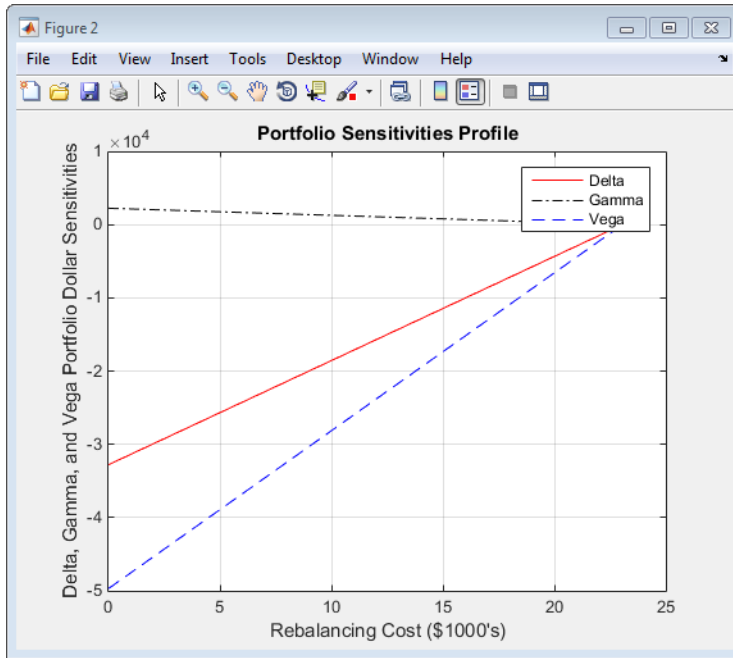 Figure 2
File Edit View Insert Tools Desktop Window Help
Portfolio Sensitivities Profile
×10⁴
1
0
-1
-2
-3
-4
-5
Delta, Gamma, and Vega Portfolio Dollar Sensitivities
Delta
Gamma
Vega
0 5 10 15 20 25
Rebalancing Cost ($1000's)